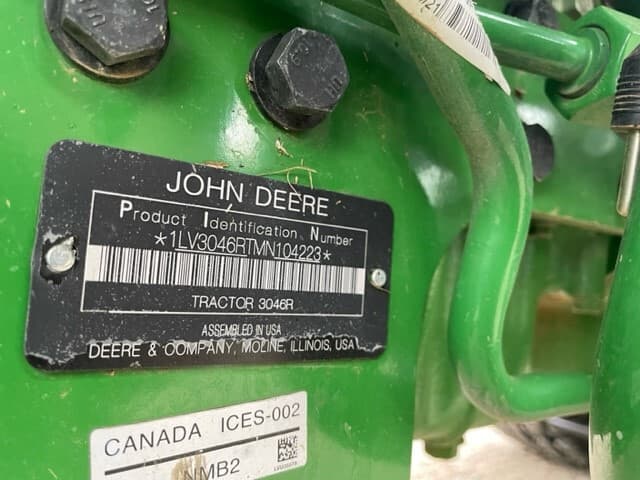 JOHN DEERE
Product Identification Number
*1LV3046RTMN104223*
TRACTOR 3046R
ASSEMBLED IN USA
DEERE & COMPANY, MOLINE, ILLINOIS, USA
CANADA ICES-002
NMB2